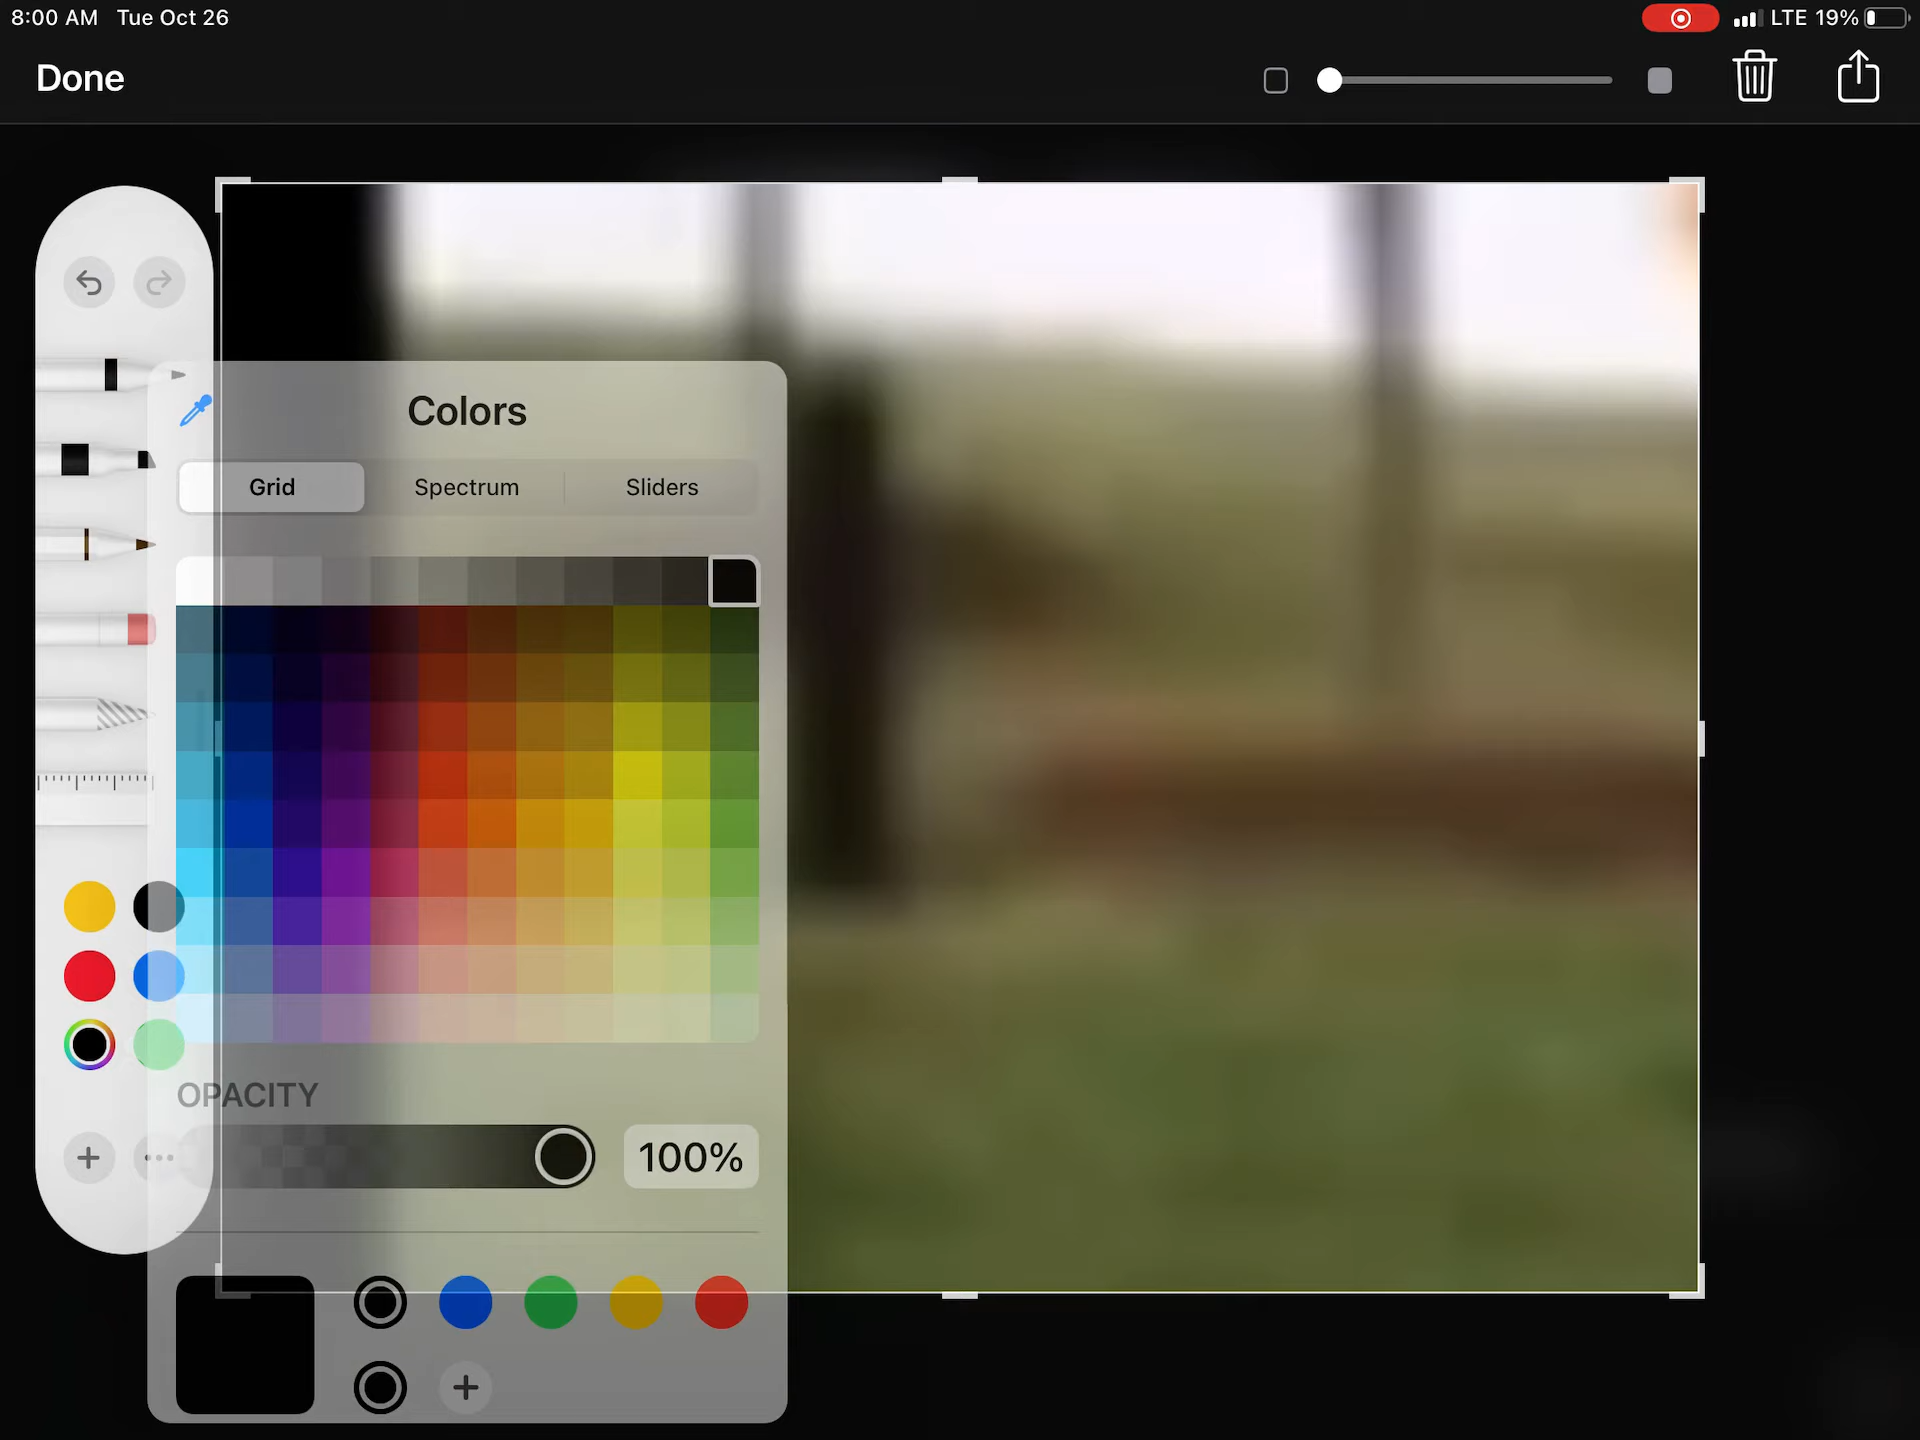 8:00 AM Tue Oct 26
LTE 19%
Done
Colors
Grid Spectrum Sliders
OPACITY
100%